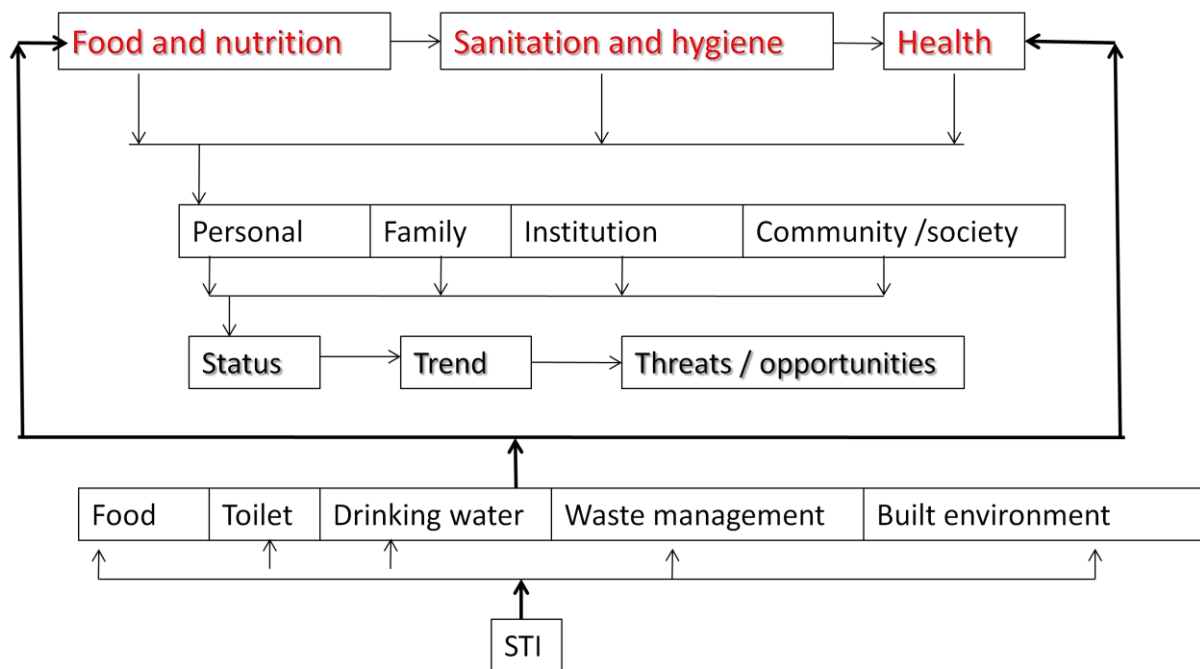 Food and nutrition Sanitation and hygiene Health
Personal Family Institution Community /society
Status Trend Threats / opportunities
Food Toilet Drinking water Waste management Built environment
STI